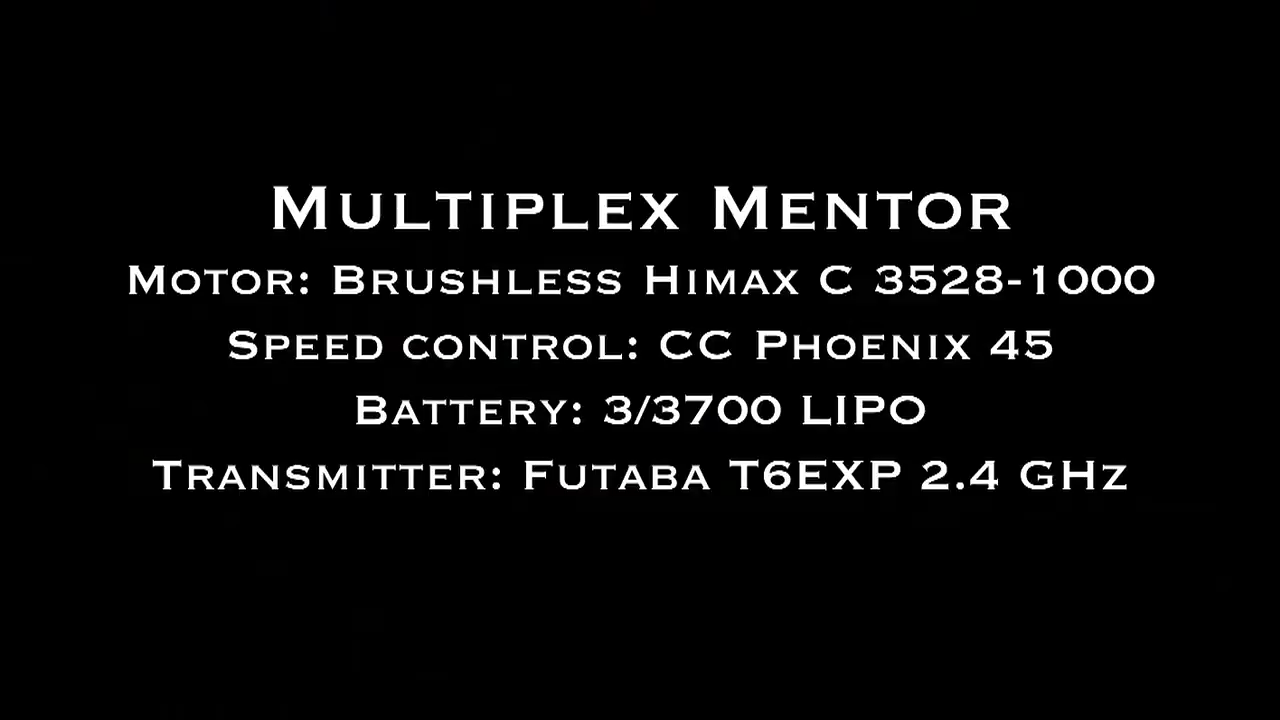 Multiplex Mentor
Motor: Brushless Himax C 3528-1000
Speed control: CC Phoenix 45
Battery: 3/3700 LIPO
Transmitter: Futaba T6EXP 2.4 GHz